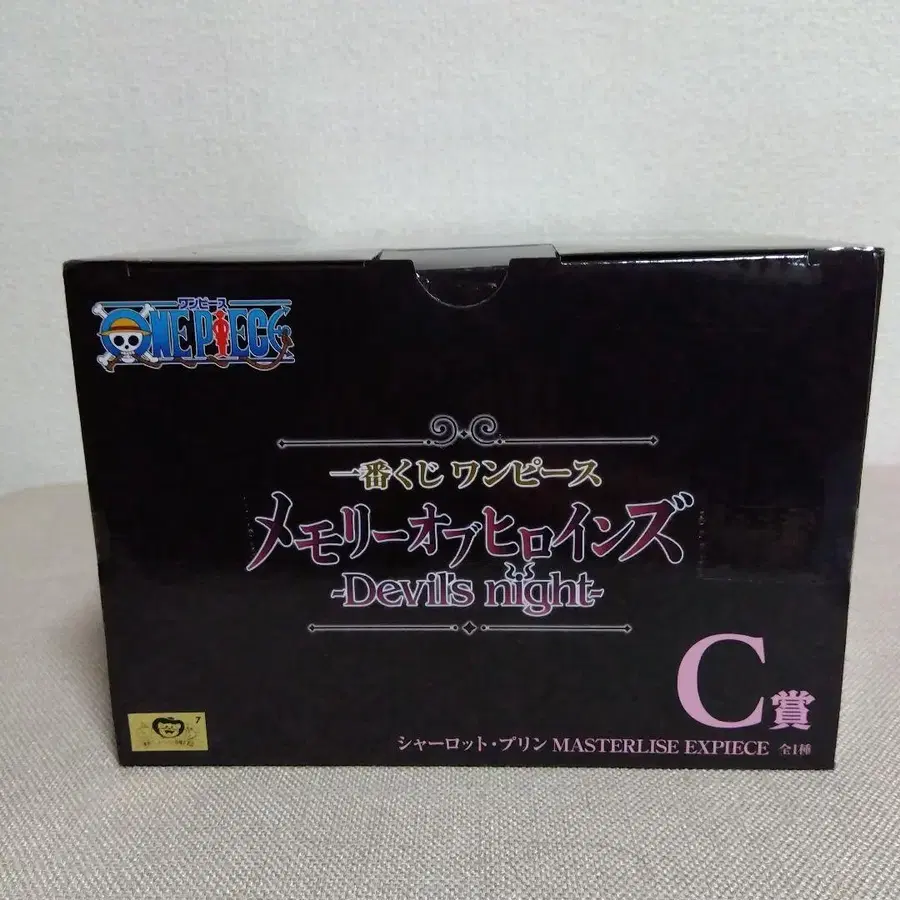 ワンピース
ONE PIECE
一番くじ ワンピース
メモリーオブヒロインズ
-Devil's night-
C賞
シャーロット・プリン MASTERLISE EXPIECE 全1種
7